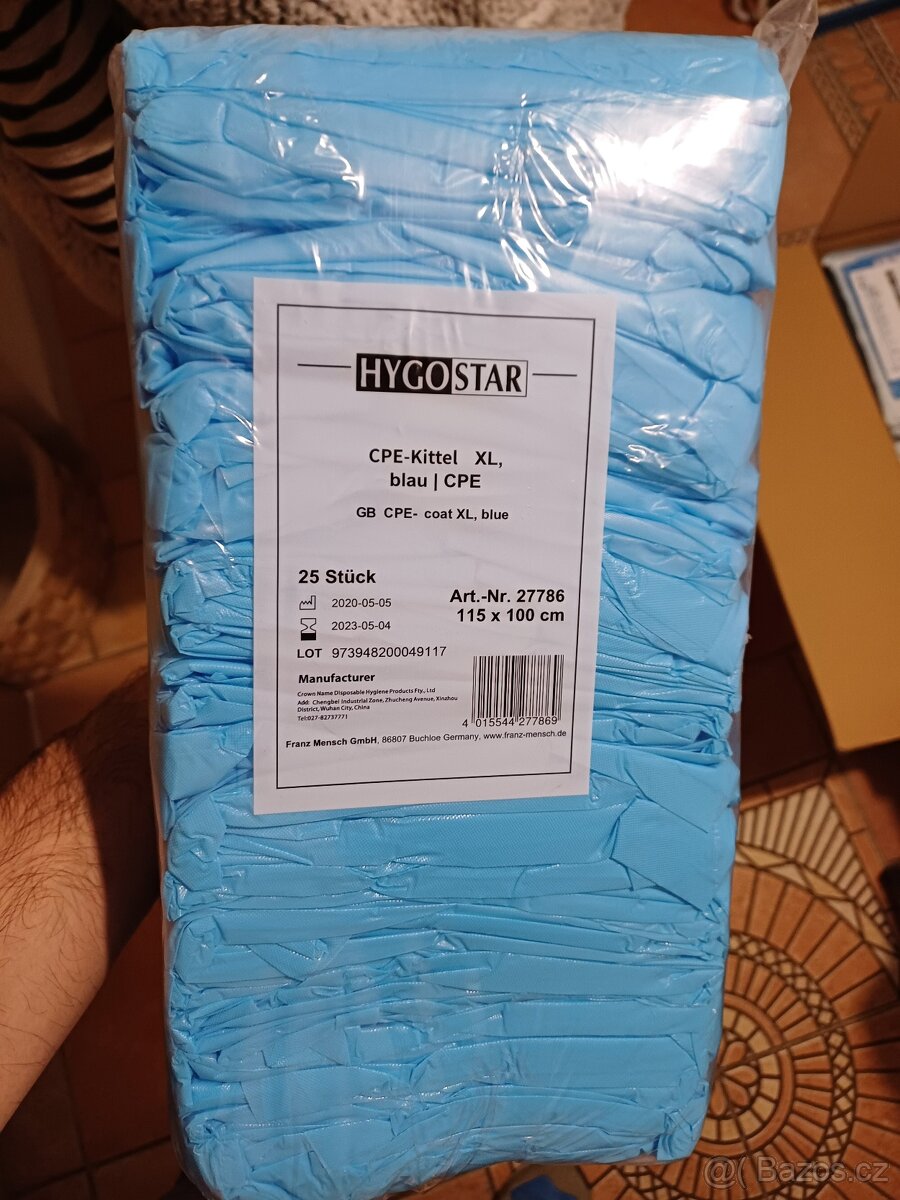 HYGOSTAR
CPE-Kittel XL,
blau | CPE
GB CPE- coat XL, blue
25 Stück
2020-05-05
2023-05-04
Art.-Nr. 27786
115 x 100 cm
LOT 973948200049117
Manufacturer
Crown Name Disposable Hygiene Products Fty., Ltd
Add: Chengbei Industrial Zone, Zhucheng Avenue, Xinzhou
District, Wuhan City, China
Tel:027-82737771
4 015544 277869
Franz Mensch GmbH, 86807 Buchloe Germany, www.franz-mensch.de
@( Bazos.cz